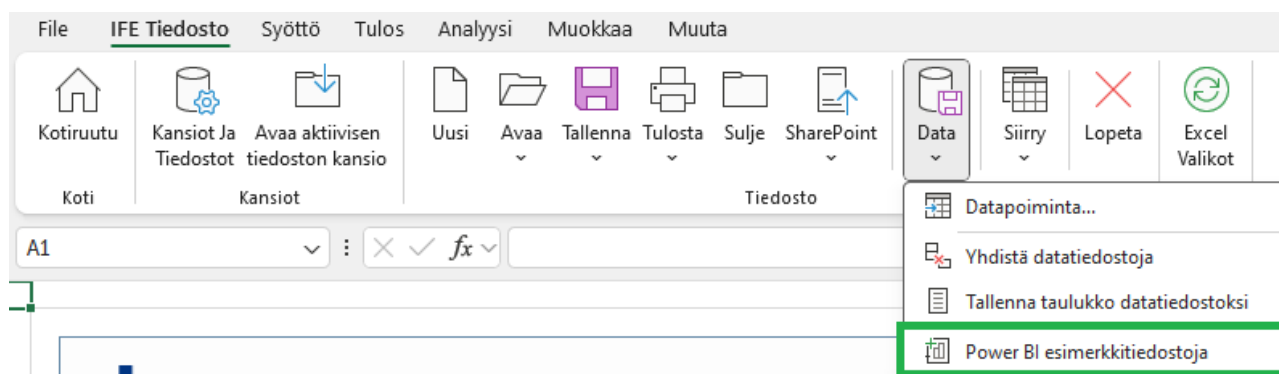 File IFE Tiedosto Syöttö Tulos Analyysi Muokkaa Muuta
Kotiruutu Kansiot Ja Avaa aktiivisen Uusi Avaa Tallenna Tulosta Sulje SharePoint Data Siirry Lopeta Excel
Tiedostot tiedoston kansio Valikot
Koti Kansiot Tiedosto
A1 fx
Datapoiminta...
Yhdistä datatiedostoja
Tallenna taulukko datatiedostoksi
Power BI esimerkkitiedostoja